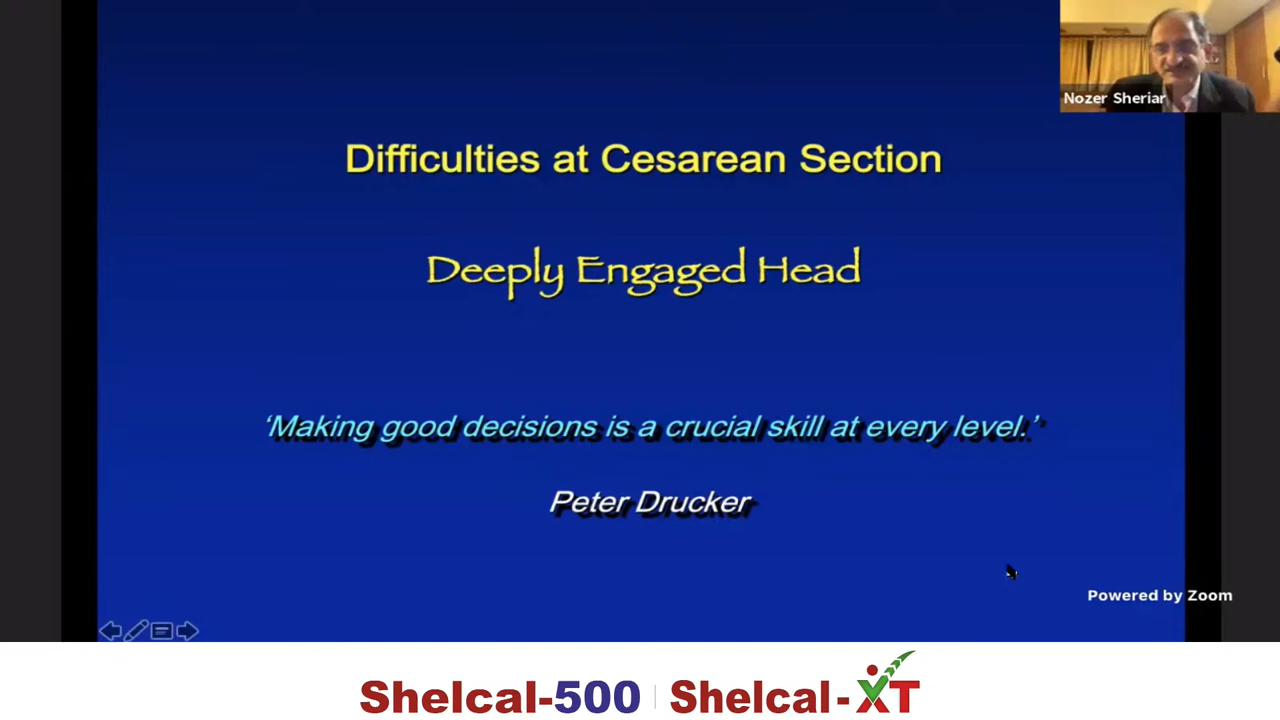 Nozer Sheriar
Difficulties at Cesarean Section
Deeply Engaged Head
‘Making good decisions is a crucial skill at every level.’
Peter Drucker
Powered by Zoom
Shelcal-500 Shelcal-XT